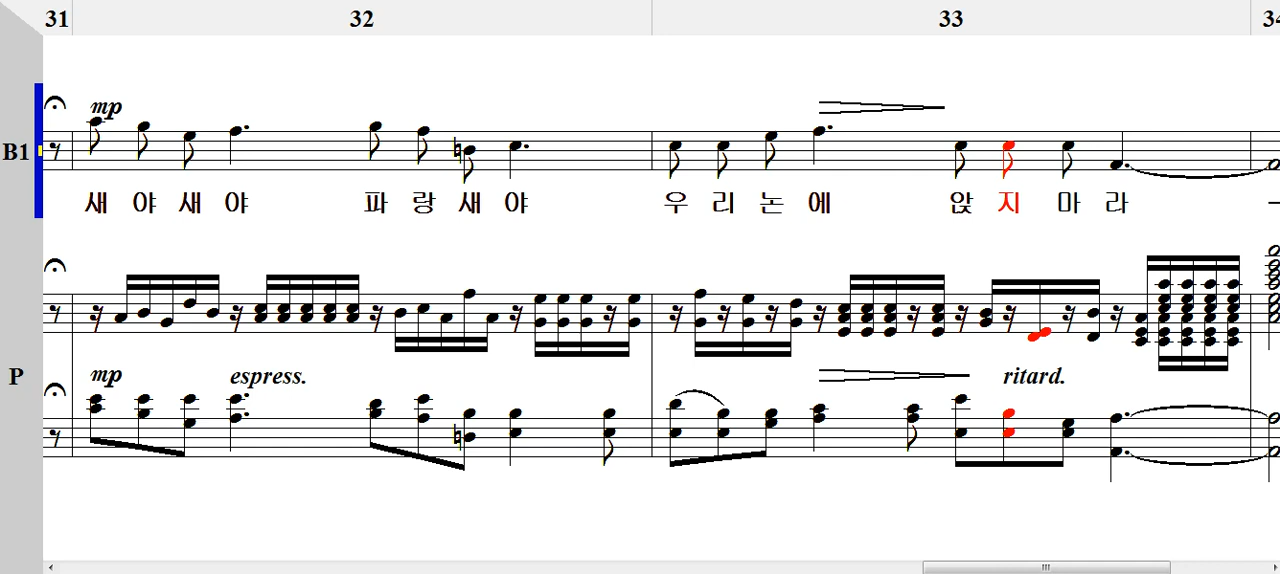 31 32 33
mp
B1
새 야 새 야 파 랑 새 야 우 리 논 에 앉 지 마 라
P
mp espress. ritard.